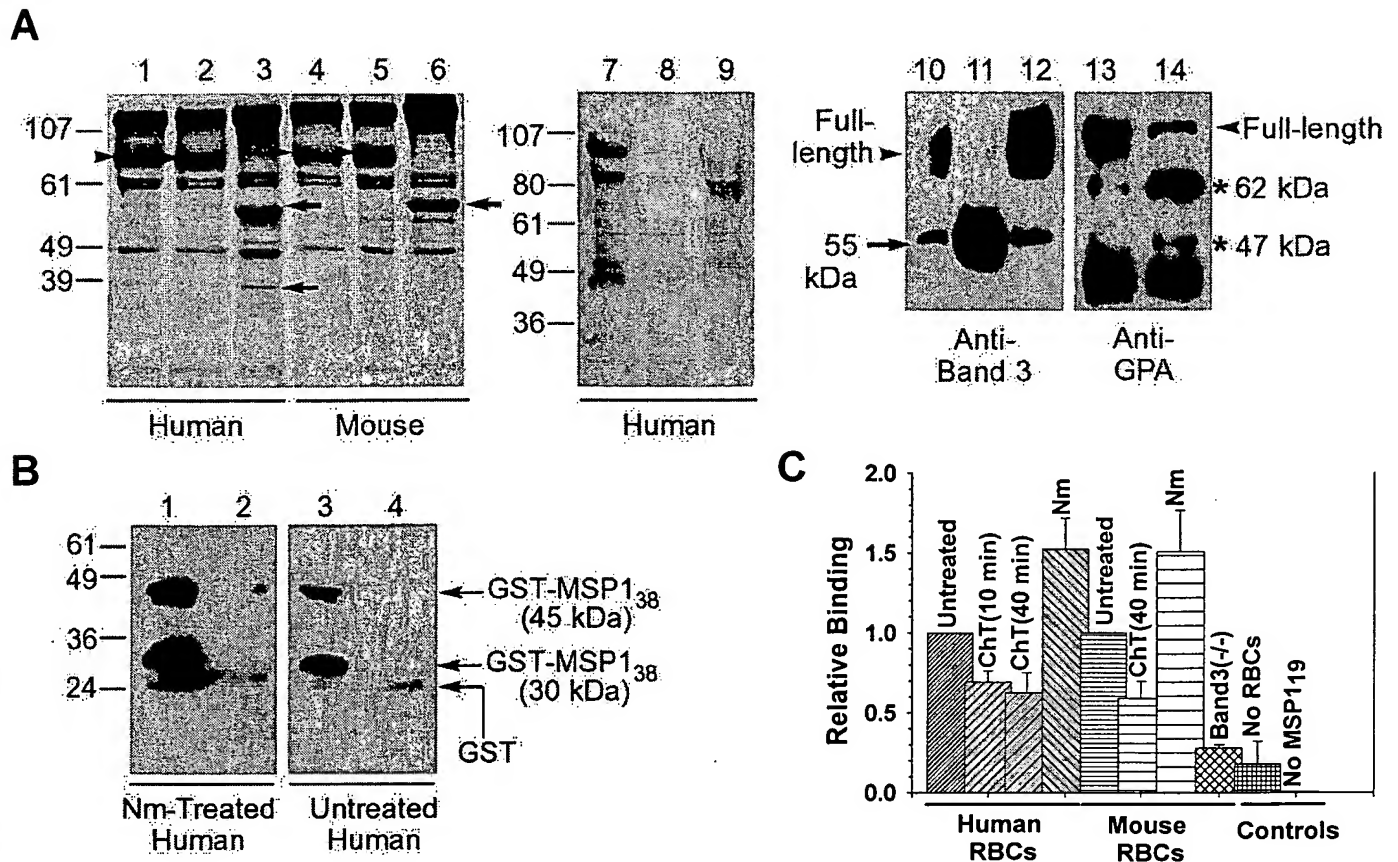 A
1 2 3 4 5 6
107
61
49
39
Human Mouse
7 8 9
107
80
61
49
36
Human
10 11 12 13 14
Full-
length
55
kDa
Full-length
* 62 kDa
* 47 kDa
Anti-
Band 3
Anti-
GPA
B
1 2 3 4
61
49
36
24
GST-MSP138
(45 kDa)
GST-MSP138
(30 kDa)
GST
Nm-Treated
Human
Untreated
Human
C
Relative Binding
2.0
1.5
1.0
0.5
0.0
Untreated
ChT(10 min)
ChT(40 min)
Nm
Untreated
ChT(40 min)
Nm
Band3(-/-)
No RBCs
No MSP119
Human
RBCs
Mouse
RBCs
Controls